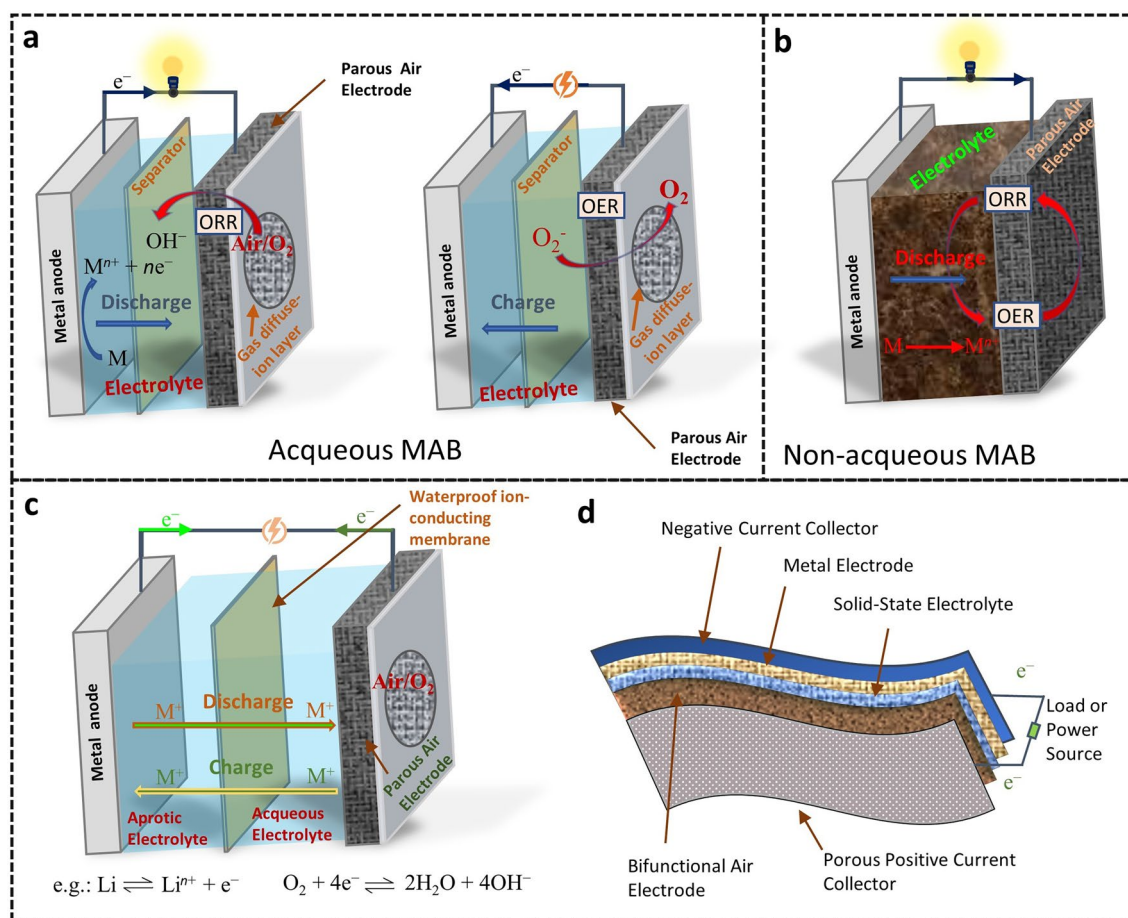 a
e⁻
Parous Air
Electrode
Separator
ORR
Air/O₂
OH⁻
Mⁿ⁺ + ne⁻
Discharge
M
Metal anode
Electrolyte
Gas diffuse-
ion layer
e⁻
Separator
OER
O₂
O₂⁻
Charge
Metal anode
Electrolyte
Gas diffuse-
ion layer
Parous Air
Electrode
Acqueous MAB
b
Electrolyte
Parous Air
Electrode
ORR
Discharge
OER
M
Mⁿ⁺
Metal anode
Non-acqueous MAB
c
Waterproof ion-
conducting
membrane
e⁻
e⁻
Air/O₂
Discharge
M⁺
M⁺
Charge
M⁺
M⁺
Metal anode
Parous Air
Electrode
Aprotic
Electrolyte
Acqueous
Electrolyte
e.g.: Li ⇌ Liⁿ⁺ + e⁻
O₂ + 4e⁻ ⇌ 2H₂O + 4OH⁻
d
Negative Current Collector
Metal Electrode
Solid-State Electrolyte
e⁻
Load or
Power
Source
e⁻
Bifunctional Air
Electrode
Porous Positive Current
Collector